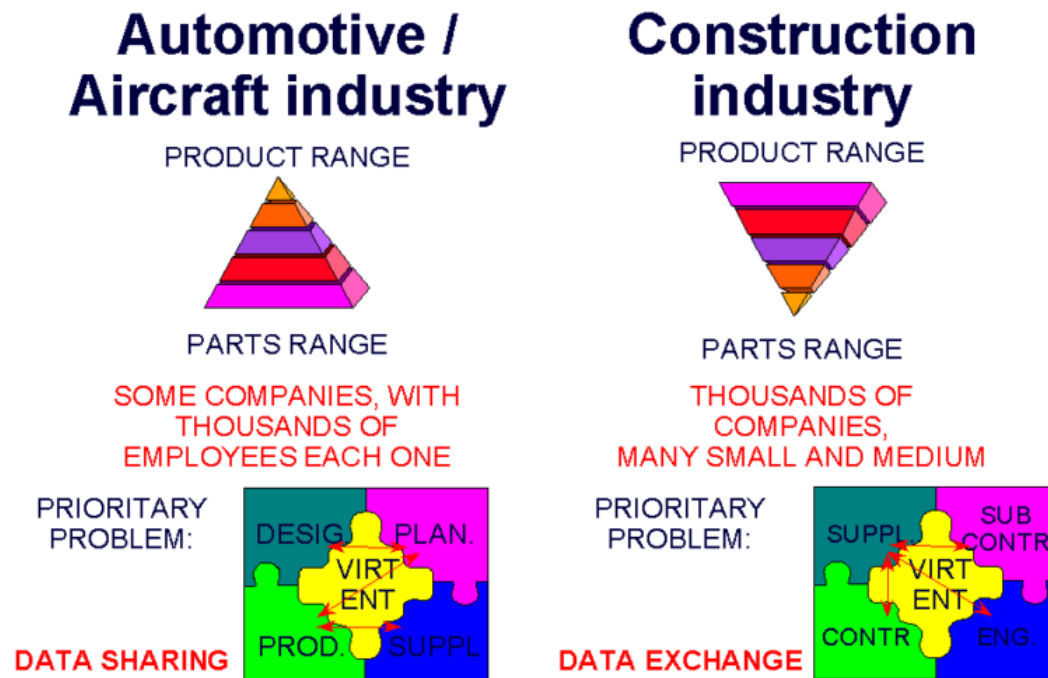 Automotive /
Aircraft industry
PRODUCT RANGE
PARTS RANGE
SOME COMPANIES, WITH
THOUSANDS OF
EMPLOYEES EACH ONE
PRIORITARY
PROBLEM:
DESIG.
PLAN.
VIRT
ENT
PROD.
SUPPL
DATA SHARING
Construction
industry
PRODUCT RANGE
PARTS RANGE
THOUSANDS OF
COMPANIES,
MANY SMALL AND MEDIUM
PRIORITARY
PROBLEM:
SUPPL.
SUB
CONTR
VIRT
ENT
CONTR
ENG.
DATA EXCHANGE